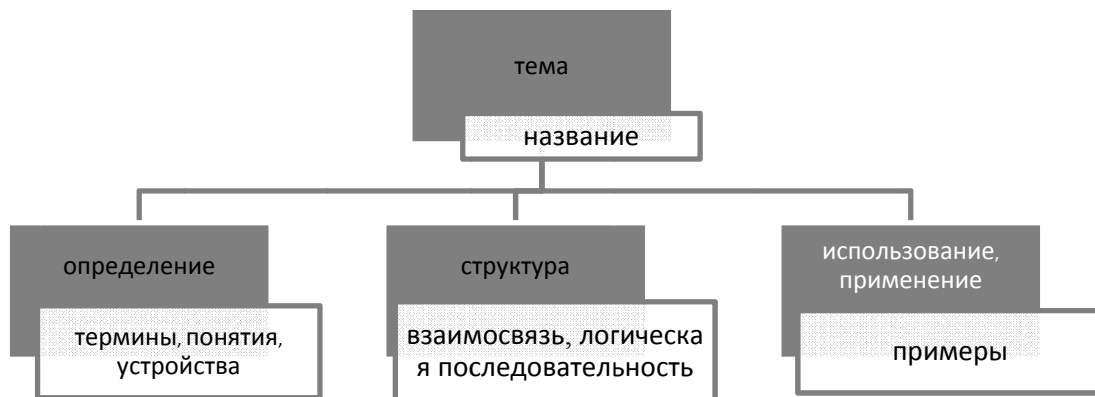 тема
название
определение
термины, понятия,
устройства
структура
взаимосвязь, логическа
я последовательность
использование,
применение
примеры